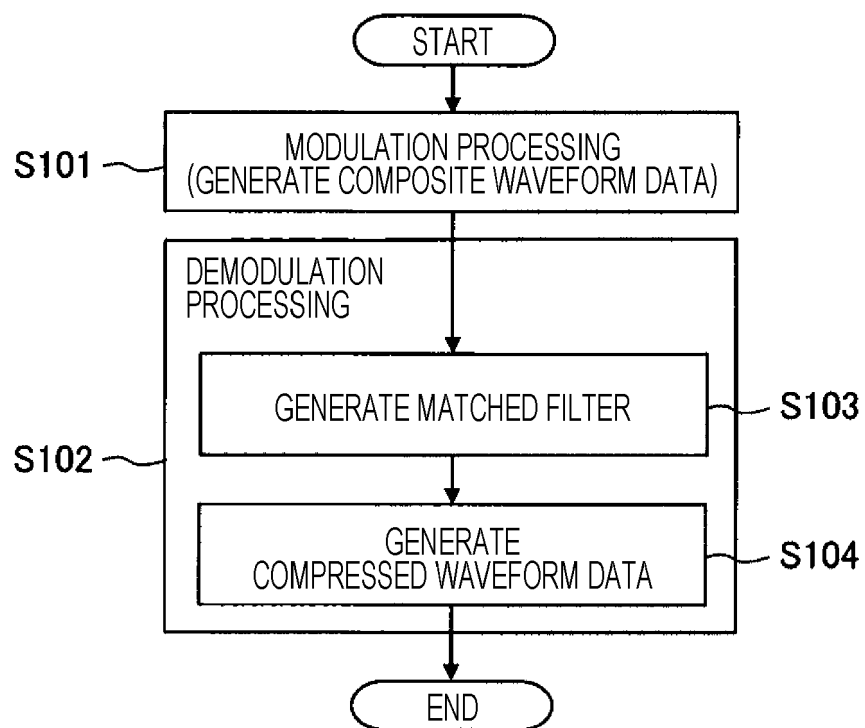 START
S101
MODULATION PROCESSING
(GENERATE COMPOSITE WAVEFORM DATA)
DEMODULATION
PROCESSING
GENERATE MATCHED FILTER
S103
S102
GENERATE
COMPRESSED WAVEFORM DATA
S104
END